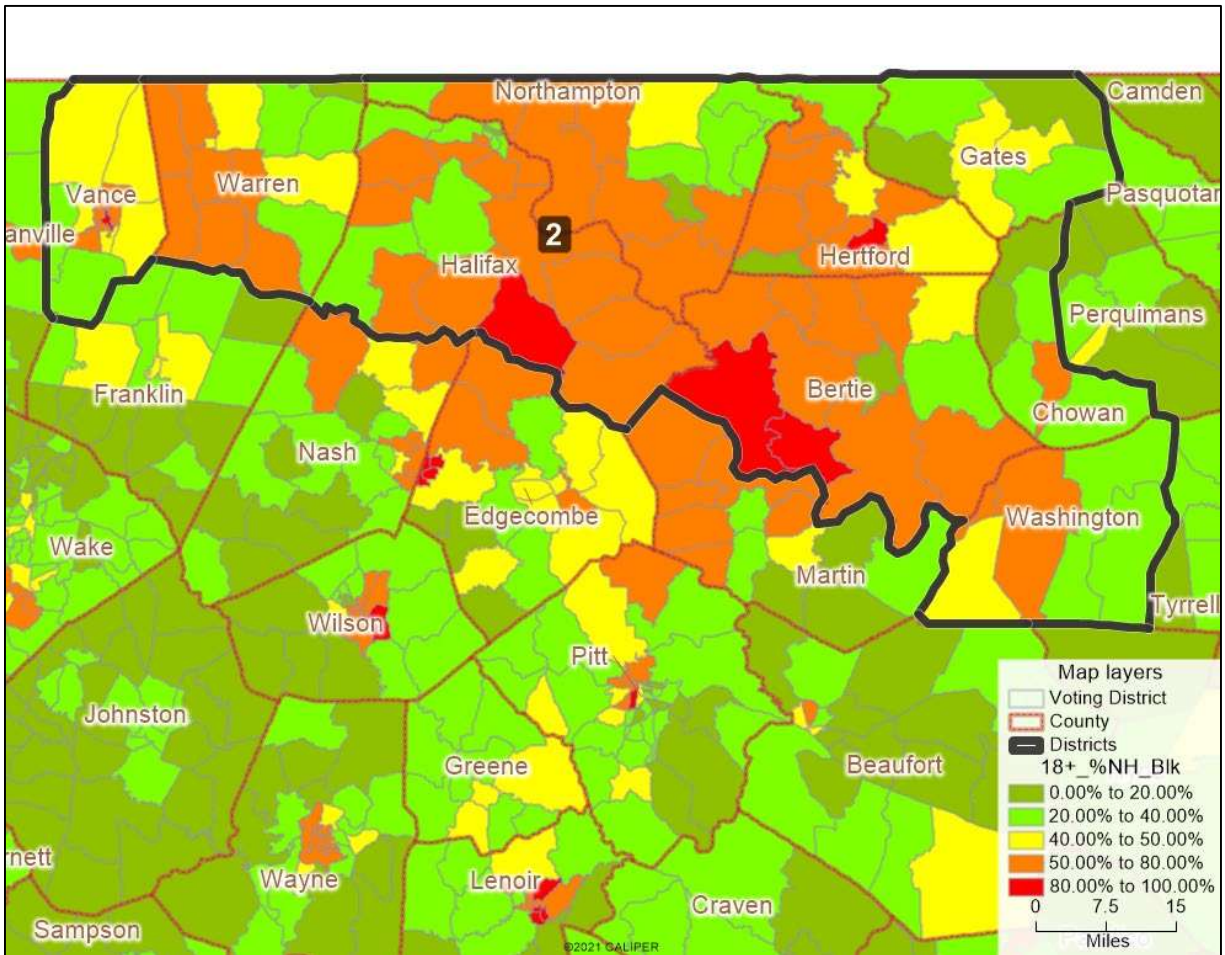 Northampton
Camden
Gates
Vance
Warren
Pasquotar
anville
2
Hertford
Halifax
Perquimans
Bertie
Franklin
Chowan
Nash
Edgecombe
Washington
Wake
Martin
Tyrrell
Wilson
Pitt
Johnston
Greene
Beaufort
rnett
Wayne
Lenoir
Craven
Sampson
©2021 CALIPER
Map layers
Voting District
County
Districts
18+_%NH_Blk
0.00% to 20.00%
20.00% to 40.00%
40.00% to 50.00%
50.00% to 80.00%
80.00% to 100.00%
0 7.5 15
Miles